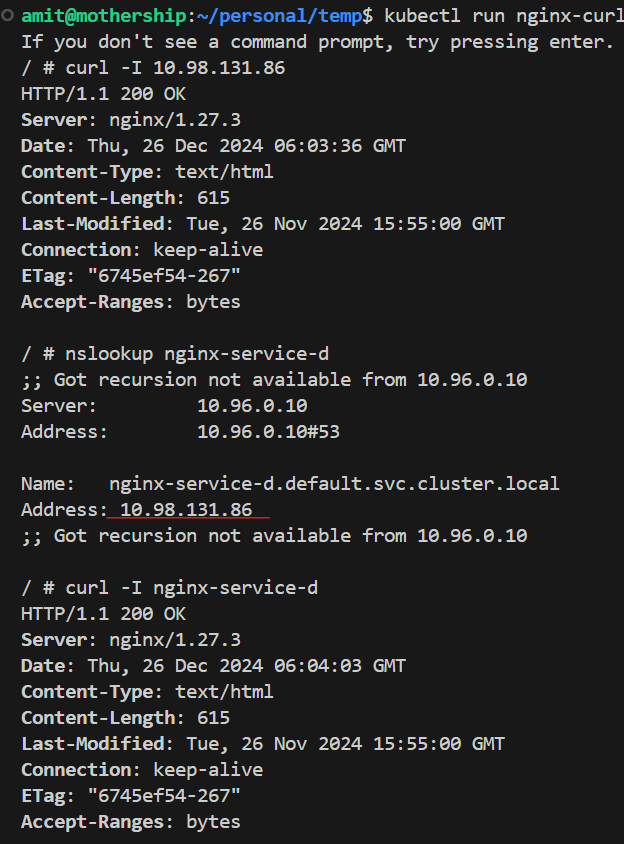 amit@mothership:~/personal/temp$ kubectl run nginx-curl
If you don't see a command prompt, try pressing enter.
/ # curl -I 10.98.131.86
HTTP/1.1 200 OK
Server: nginx/1.27.3
Date: Thu, 26 Dec 2024 06:03:36 GMT
Content-Type: text/html
Content-Length: 615
Last-Modified: Tue, 26 Nov 2024 15:55:00 GMT
Connection: keep-alive
ETag: "6745ef54-267"
Accept-Ranges: bytes

/ # nslookup nginx-service-d
;; Got recursion not available from 10.96.0.10
Server:         10.96.0.10
Address:        10.96.0.10#53

Name:   nginx-service-d.default.svc.cluster.local
Address: 10.98.131.86
;; Got recursion not available from 10.96.0.10

/ # curl -I nginx-service-d
HTTP/1.1 200 OK
Server: nginx/1.27.3
Date: Thu, 26 Dec 2024 06:04:03 GMT
Content-Type: text/html
Content-Length: 615
Last-Modified: Tue, 26 Nov 2024 15:55:00 GMT
Connection: keep-alive
ETag: "6745ef54-267"
Accept-Ranges: bytes